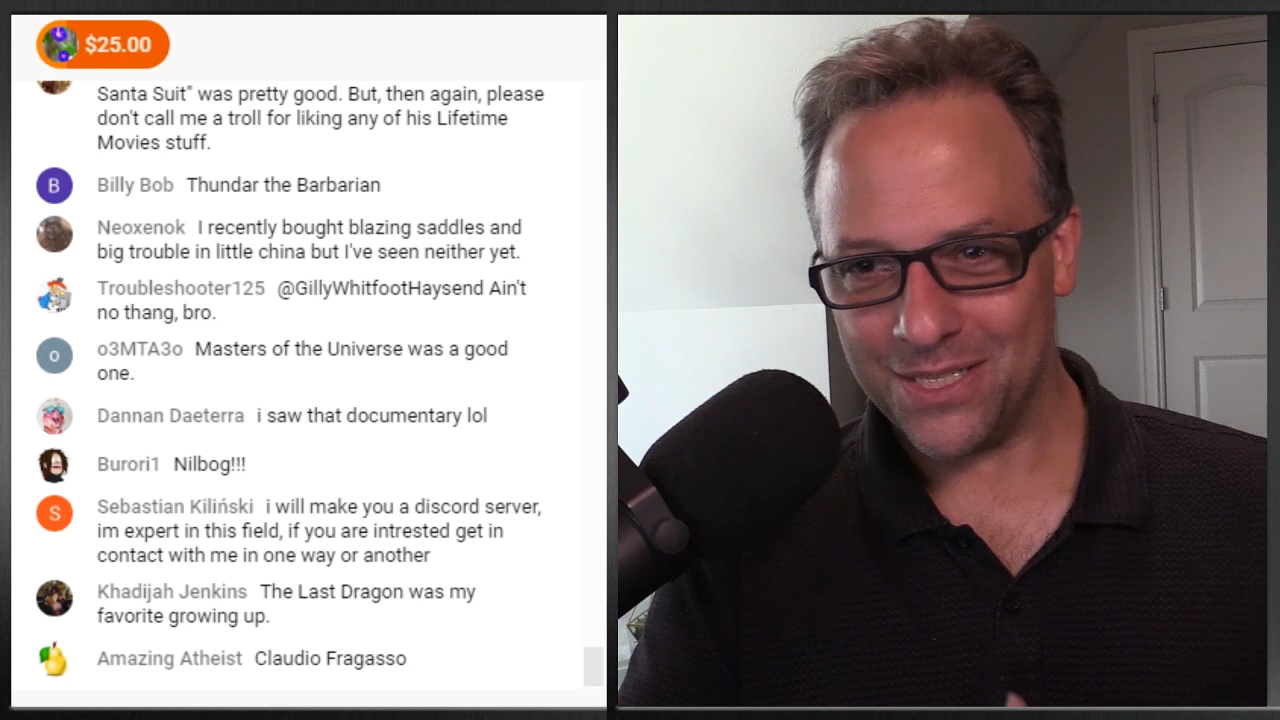 $25.00
Santa Suit" was pretty good. But, then again, please
don't call me a troll for liking any of his Lifetime
Movies stuff.
B Billy Bob Thundar the Barbarian
Neoxenok I recently bought blazing saddles and
big trouble in little china but I've seen neither yet.
Troubleshooter125 @GillyWhitfootHaysend Ain't
no thang, bro.
o o3MTA3o Masters of the Universe was a good
one.
Dannan Daeterra i saw that documentary lol
Burori1 Nilbog!!!
S Sebastian Kiliński i will make you a discord server,
im expert in this field, if you are intrested get in
contact with me in one way or another
Khadijah Jenkins The Last Dragon was my
favorite growing up.
Amazing Atheist Claudio Fragasso